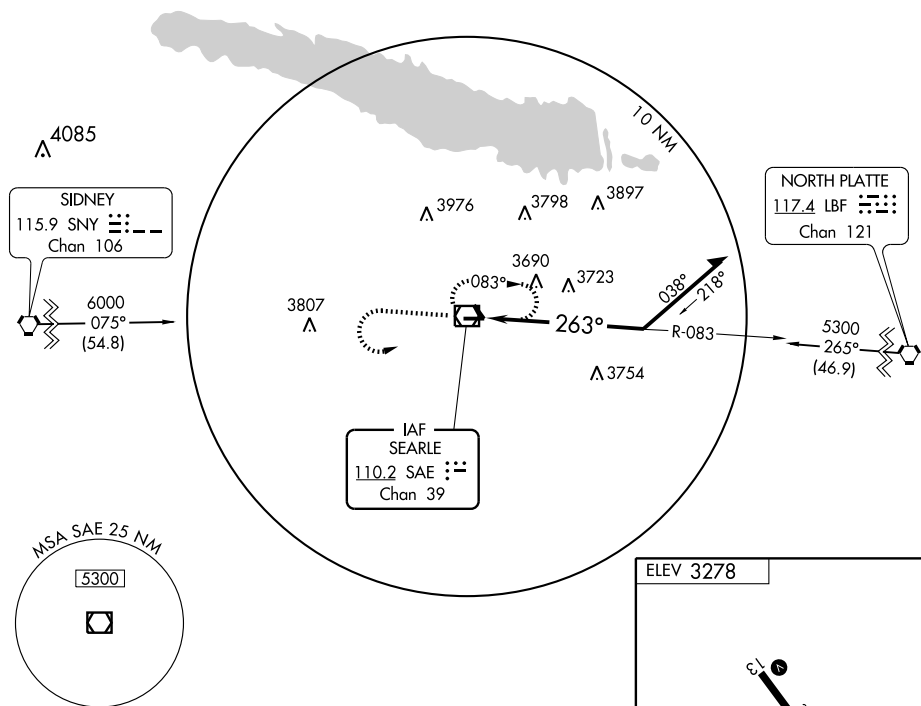 10 NM
4085
SIDNEY
115.9 SNY
Chan 106
3976
3798
3897
NORTH PLATTE
117.4 LBF
Chan 121
3690
3723
083°
038°
218°
6000
075°
(54.8)
3807
263°
R-083
5300
265°
(46.9)
3754
IAF
SEARLE
110.2 SAE
Chan 39
MSA SAE 25 NM
5300
ELEV 3278
13
V